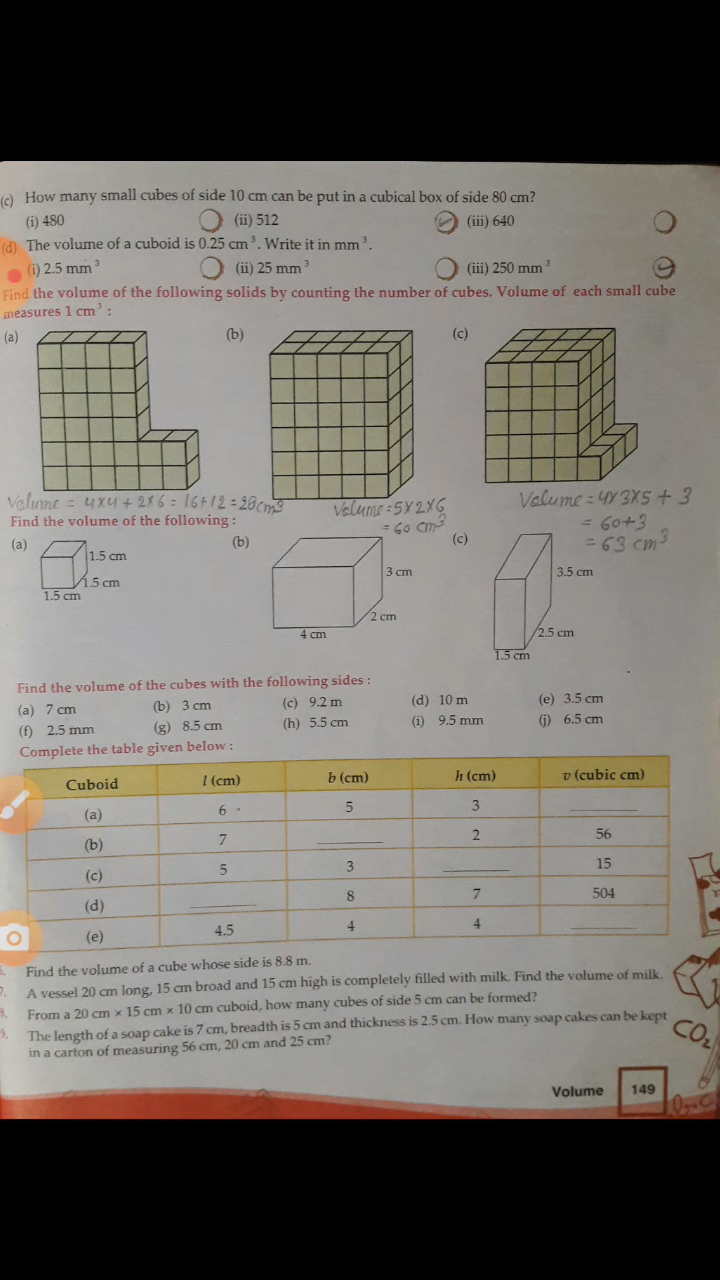 (c) How many small cubes of side 10 cm can be put in a cubical box of side 80 cm?
(i) 480 (ii) 512 (iii) 640
(d) The volume of a cuboid is 0.25 cm³. Write it in mm³.
(i) 2.5 mm³ (ii) 25 mm³ (iii) 250 mm³
Find the volume of the following solids by counting the number of cubes. Volume of each small cube
measures 1 cm³ :
(a) (b) (c)
Volume = 4x4 + 2x6 = 16+12 = 28cm³
Volume = 5x2x6
= 60 cm³
Volume = 4x3x5 + 3
= 60+3
= 63 cm³
Find the volume of the following :
(a) 1.5 cm 1.5 cm 1.5 cm
(b) 3 cm 2 cm 4 cm
(c) 3.5 cm 2.5 cm 1.5 cm
Find the volume of the cubes with the following sides :
(a) 7 cm (b) 3 cm (c) 9.2 m (d) 10 m (e) 3.5 cm
(f) 2.5 mm (g) 8.5 cm (h) 5.5 cm (i) 9.5 mm (j) 6.5 cm
Complete the table given below :
Cuboid l (cm) b (cm) h (cm) v (cubic cm)
(a) 6 5 3 ________
(b) 7 ________ 2 56
(c) 5 3 ________ 15
(d) ________ 8 7 504
(e) 4.5 4 4 ________
Find the volume of a cube whose side is 8.8 m.
A vessel 20 cm long, 15 cm broad and 15 cm high is completely filled with milk. Find the volume of milk.
8. From a 20 cm × 15 cm × 10 cm cuboid, how many cubes of side 5 cm can be formed?
9. The length of a soap cake is 7 cm, breadth is 5 cm and thickness is 2.5 cm. How many soap cakes can be kept
in a carton of measuring 56 cm, 20 cm and 25 cm?
CO₂
Volume 149